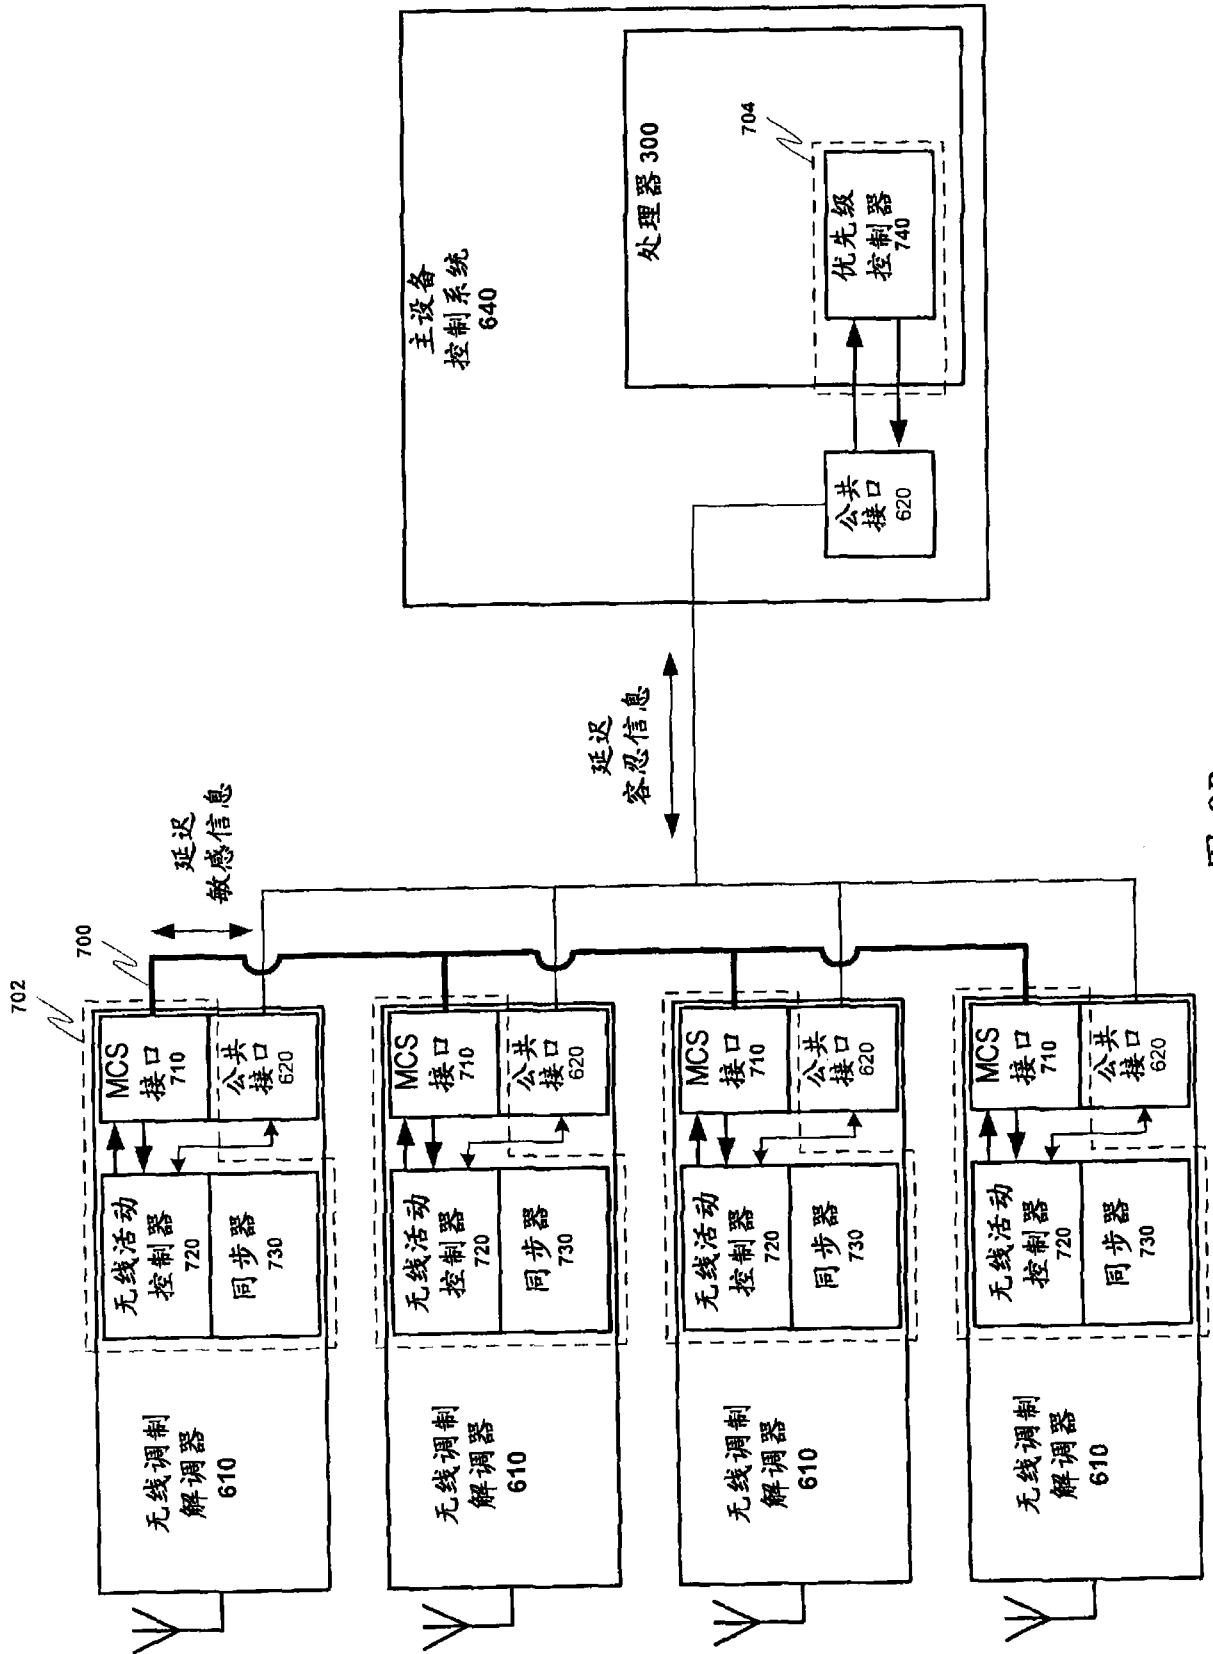 702
700
无线调制
解调器
610
无线活动
控制器
720
同步器
730
MCS
接口
710
公共
接口
620
延迟
敏感信息
无线调制
解调器
610
无线活动
控制器
720
同步器
730
MCS
接口
710
公共
接口
620
延迟
容忍信息
主设备
控制系统
640
处理器 300
704
优先级
控制器
740
公共
接口
620
无线调制
解调器
610
无线活动
控制器
720
同步器
730
MCS
接口
710
公共
接口
620
无线调制
解调器
610
无线活动
控制器
720
同步器
730
MCS
接口
710
公共
接口
620